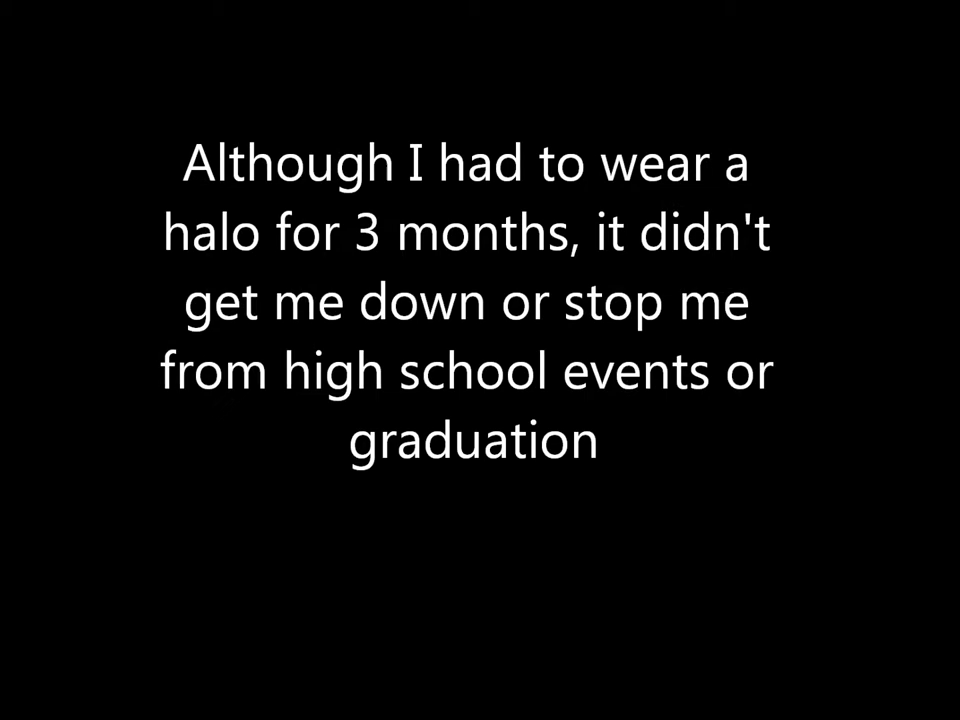 Although I had to wear a
halo for 3 months, it didn't
get me down or stop me
from high school events or
graduation